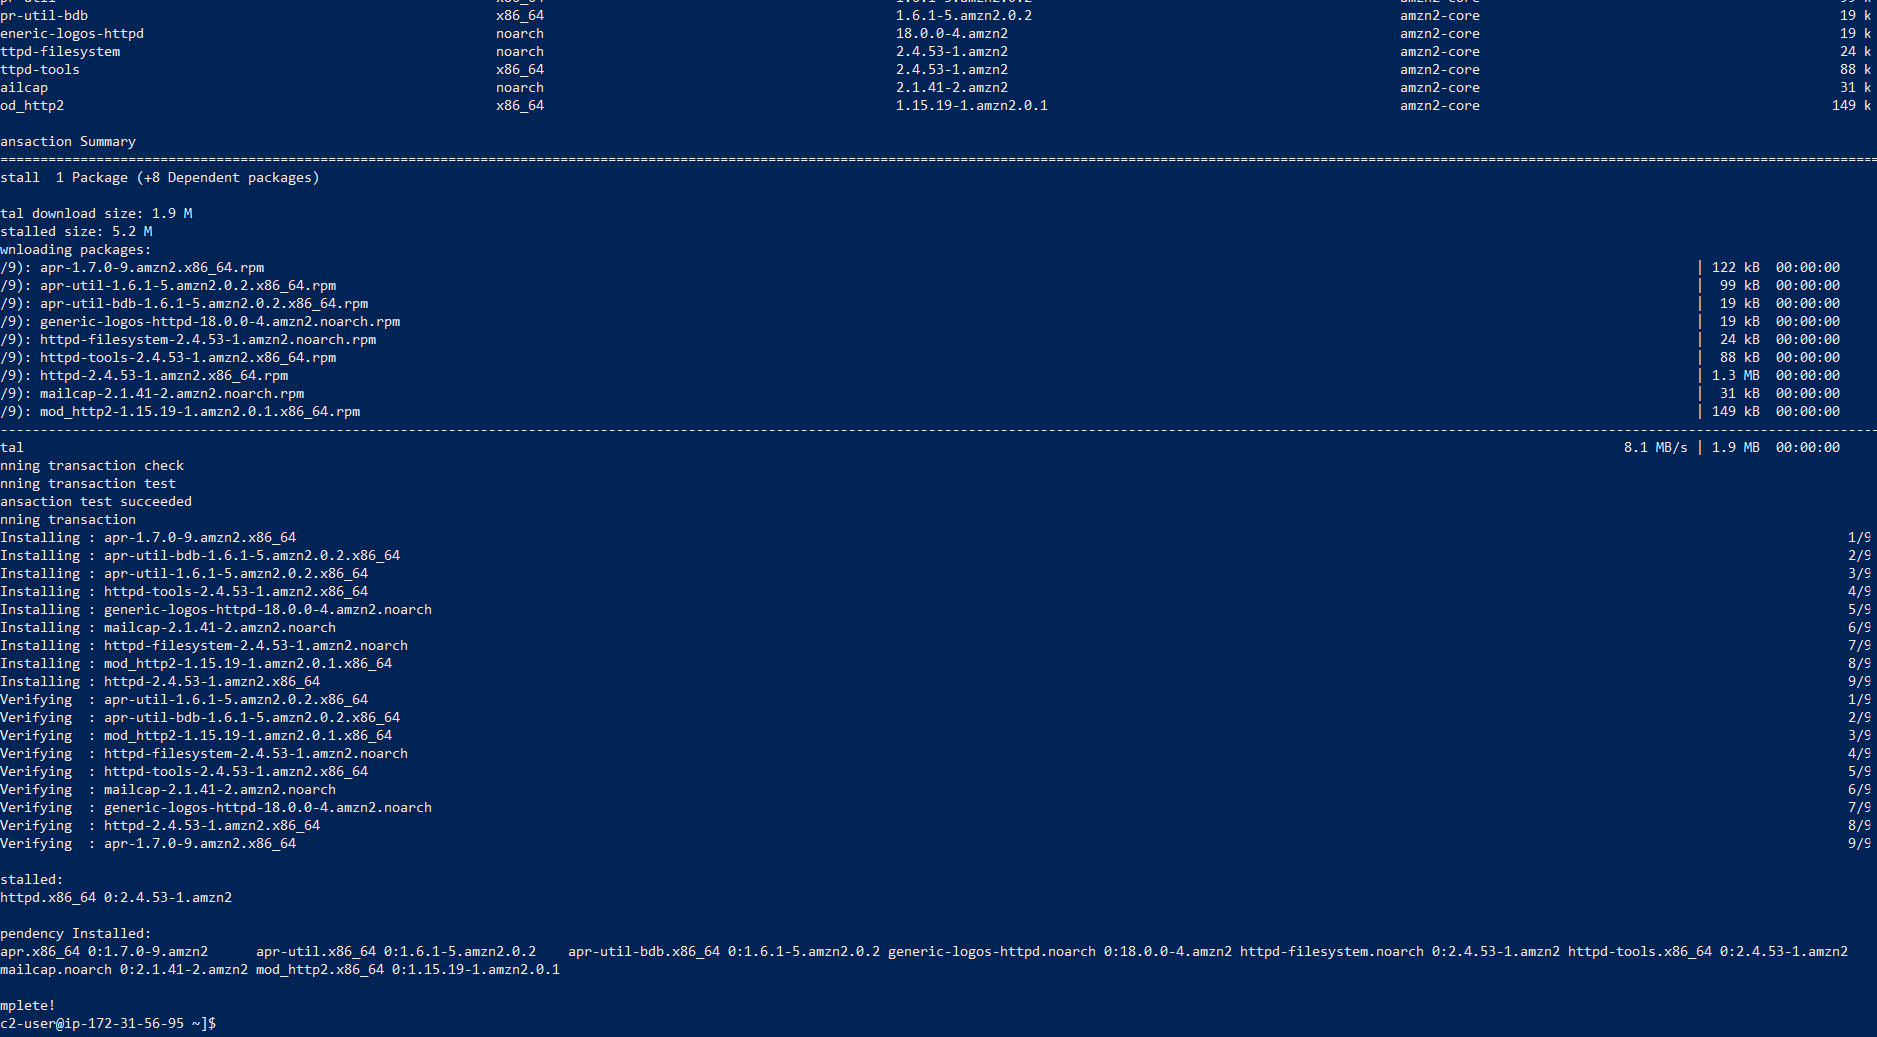 pr-util x86_64 1.6.1-5.amzn2.0.2 amzn2-core 99 k
pr-util-bdb x86_64 1.6.1-5.amzn2.0.2 amzn2-core 19 k
eneric-logos-httpd noarch 18.0.0-4.amzn2 amzn2-core 19 k
ttpd-filesystem noarch 2.4.53-1.amzn2 amzn2-core 24 k
ttpd-tools x86_64 2.4.53-1.amzn2 amzn2-core 88 k
ailcap noarch 2.1.41-2.amzn2 amzn2-core 31 k
od_http2 x86_64 1.15.19-1.amzn2.0.1 amzn2-core 149 k
ansaction Summary
stall  1 Package (+8 Dependent packages)
tal download size: 1.9 M
stalled size: 5.2 M
wnloading packages:
/9): apr-1.7.0-9.amzn2.x86_64.rpm | 122 kB  00:00:00
/9): apr-util-1.6.1-5.amzn2.0.2.x86_64.rpm |  99 kB  00:00:00
/9): apr-util-bdb-1.6.1-5.amzn2.0.2.x86_64.rpm |  19 kB  00:00:00
/9): generic-logos-httpd-18.0.0-4.amzn2.noarch.rpm |  19 kB  00:00:00
/9): httpd-filesystem-2.4.53-1.amzn2.noarch.rpm |  24 kB  00:00:00
/9): httpd-tools-2.4.53-1.amzn2.x86_64.rpm |  88 kB  00:00:00
/9): httpd-2.4.53-1.amzn2.x86_64.rpm | 1.3 MB  00:00:00
/9): mailcap-2.1.41-2.amzn2.noarch.rpm |  31 kB  00:00:00
/9): mod_http2-1.15.19-1.amzn2.0.1.x86_64.rpm | 149 kB  00:00:00
tal 8.1 MB/s | 1.9 MB  00:00:00
nning transaction check
nning transaction test
ansaction test succeeded
nning transaction
Installing : apr-1.7.0-9.amzn2.x86_64 1/9
Installing : apr-util-bdb-1.6.1-5.amzn2.0.2.x86_64 2/9
Installing : apr-util-1.6.1-5.amzn2.0.2.x86_64 3/9
Installing : httpd-tools-2.4.53-1.amzn2.x86_64 4/9
Installing : generic-logos-httpd-18.0.0-4.amzn2.noarch 5/9
Installing : mailcap-2.1.41-2.amzn2.noarch 6/9
Installing : httpd-filesystem-2.4.53-1.amzn2.noarch 7/9
Installing : mod_http2-1.15.19-1.amzn2.0.1.x86_64 8/9
Installing : httpd-2.4.53-1.amzn2.x86_64 9/9
Verifying  : apr-util-1.6.1-5.amzn2.0.2.x86_64 1/9
Verifying  : apr-util-bdb-1.6.1-5.amzn2.0.2.x86_64 2/9
Verifying  : mod_http2-1.15.19-1.amzn2.0.1.x86_64 3/9
Verifying  : httpd-filesystem-2.4.53-1.amzn2.noarch 4/9
Verifying  : httpd-tools-2.4.53-1.amzn2.x86_64 5/9
Verifying  : mailcap-2.1.41-2.amzn2.noarch 6/9
Verifying  : generic-logos-httpd-18.0.0-4.amzn2.noarch 7/9
Verifying  : httpd-2.4.53-1.amzn2.x86_64 8/9
Verifying  : apr-1.7.0-9.amzn2.x86_64 9/9
stalled:
httpd.x86_64 0:2.4.53-1.amzn2
pendency Installed:
apr.x86_64 0:1.7.0-9.amzn2 apr-util.x86_64 0:1.6.1-5.amzn2.0.2 apr-util-bdb.x86_64 0:1.6.1-5.amzn2.0.2 generic-logos-httpd.noarch 0:18.0.0-4.amzn2 httpd-filesystem.noarch 0:2.4.53-1.amzn2 httpd-tools.x86_64 0:2.4.53-1.amzn2
mailcap.noarch 0:2.1.41-2.amzn2 mod_http2.x86_64 0:1.15.19-1.amzn2.0.1
mplete!
c2-user@ip-172-31-56-95 ~]$